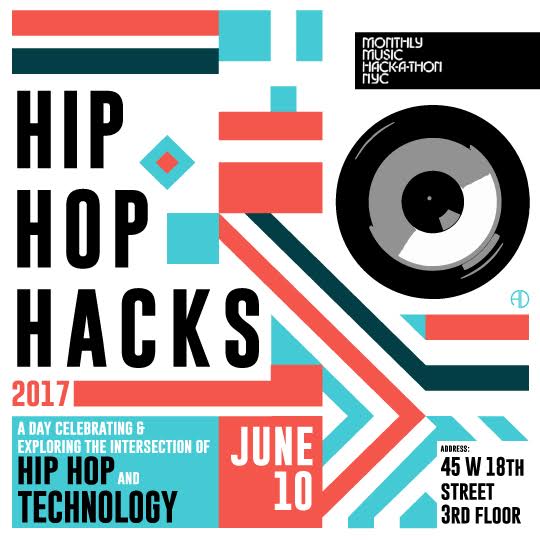 MONTHLY
MUSIC
HACK-A-THON
NYC
HIP
HOP
HACKS
2017
A DAY CELEBRATING &
EXPLORING THE INTERSECTION OF
HIP HOP AND
TECHNOLOGY
JUNE
10
ADDRESS:
45 W 18TH
STREET
3RD FLOOR